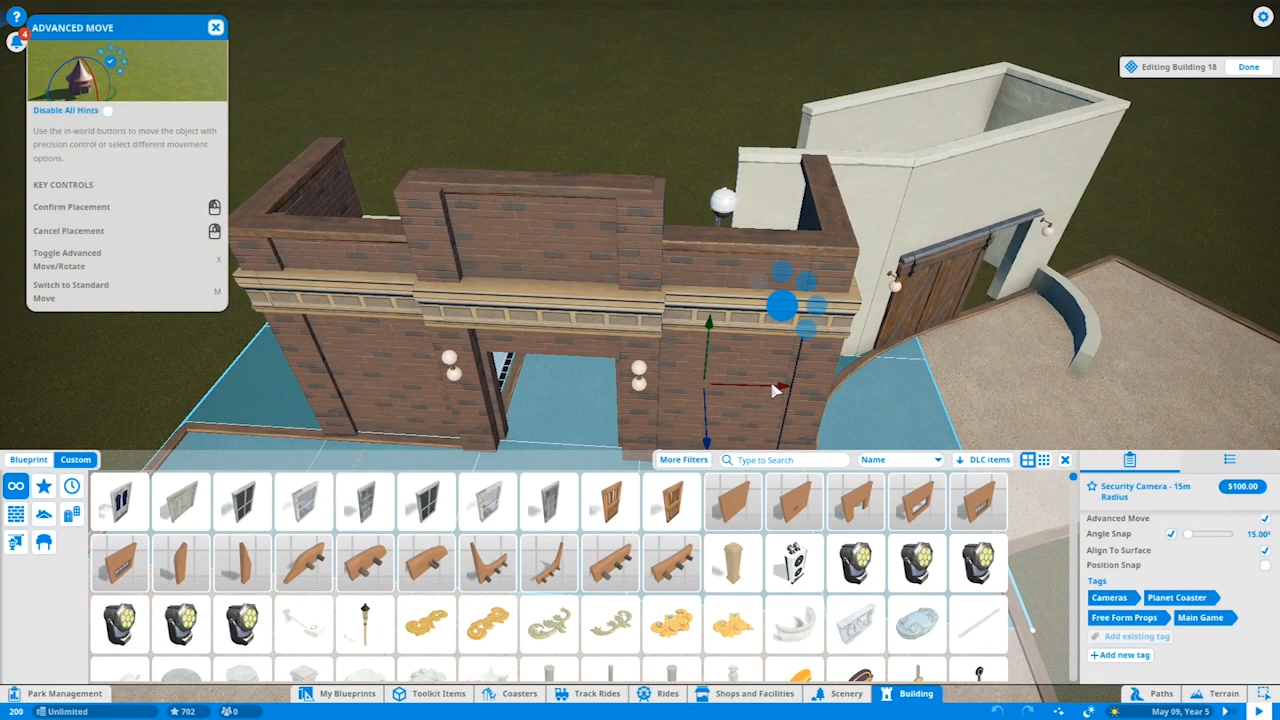 ?
4
ADVANCED MOVE
Disable All Hints
Use the in-world buttons to move the object with
precision control or select different movement
options.
KEY CONTROLS
Confirm Placement
Cancel Placement
Toggle Advanced
Move/Rotate
X
Switch to Standard
Move
M
Editing Building 18
Done
Blueprint
Custom
More Filters
Type to Search
Name
DLC items
Security Camera - 15m
Radius
$100.00
Advanced Move
Angle Snap
15.00°
Align To Surface
Position Snap
Tags
Cameras
Planet Coaster
Free Form Props
Main Game
Add existing tag
+Add new tag
Park Management
My Blueprints
Toolkit Items
Coasters
Track Rides
Rides
Shops and Facilities
Scenery
Building
Paths
Terrain
200
Unlimited
702
0
May 09, Year 5